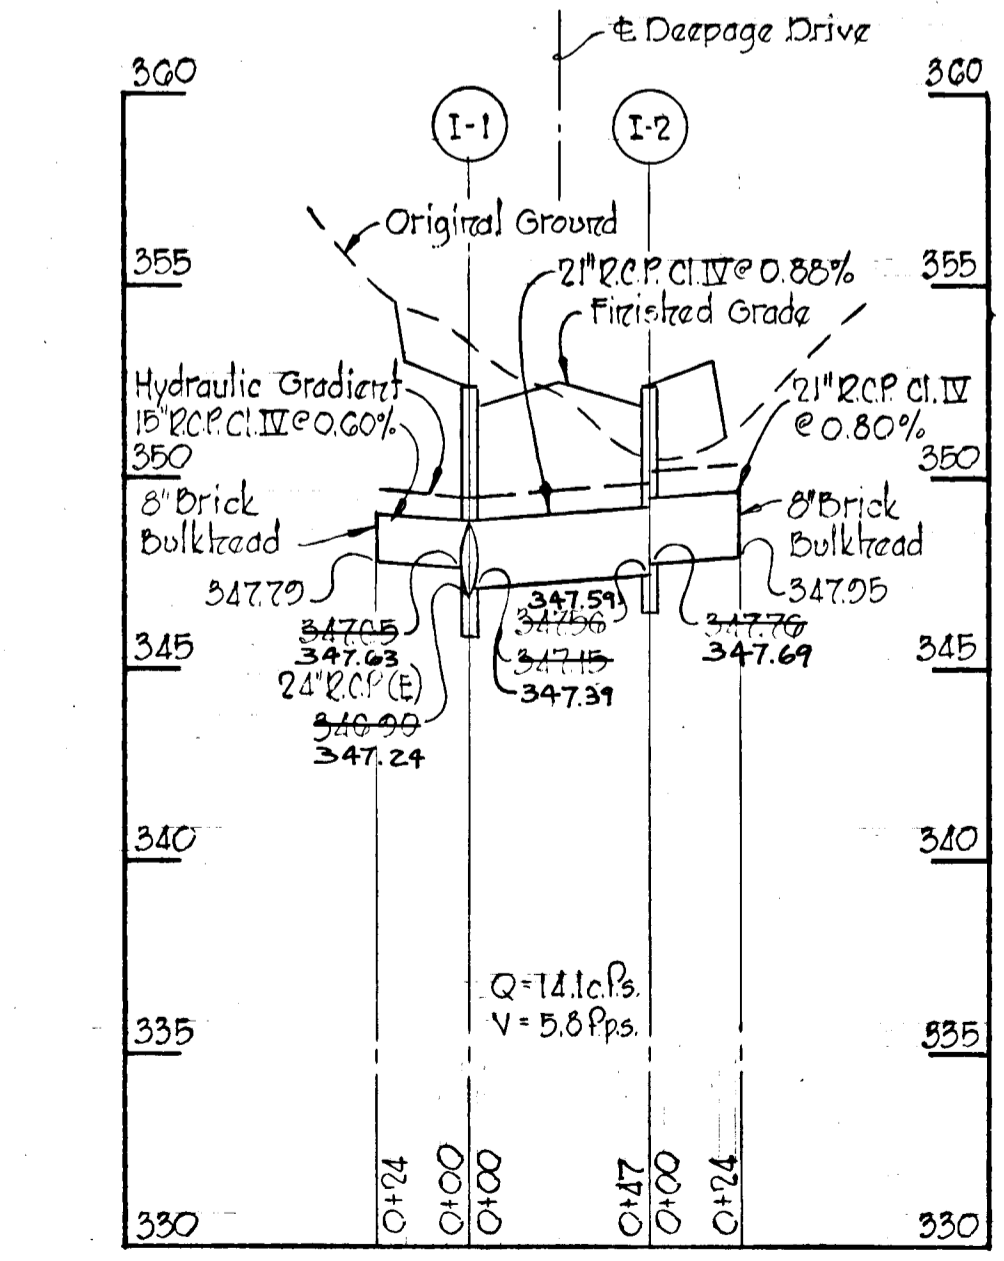 ₵ Deepage Drive
360
360
I-1
I-2
Original Ground
355
355
21" R.C.P. Cl. IV @ 0.88%
Finished Grade
Hydraulic Gradient
15" R.C.P. Cl. IV @ 0.60%
21" R.C.P. Cl. IV
@ 0.80%
350
350
8" Brick
Bulkhead
8" Brick
Bulkhead
347.79
347.95
347.59
347.56
347.65
347.63
347.76
347.69
345
345
347.15
347.39
24" R.C.P. (E)
346.90
347.24
340
340
Q = 14.1 c.f.s.
V = 5.8 f.p.s.
335
335
0+24
0+00
0+00
0+47
0+00
0+24
330
330